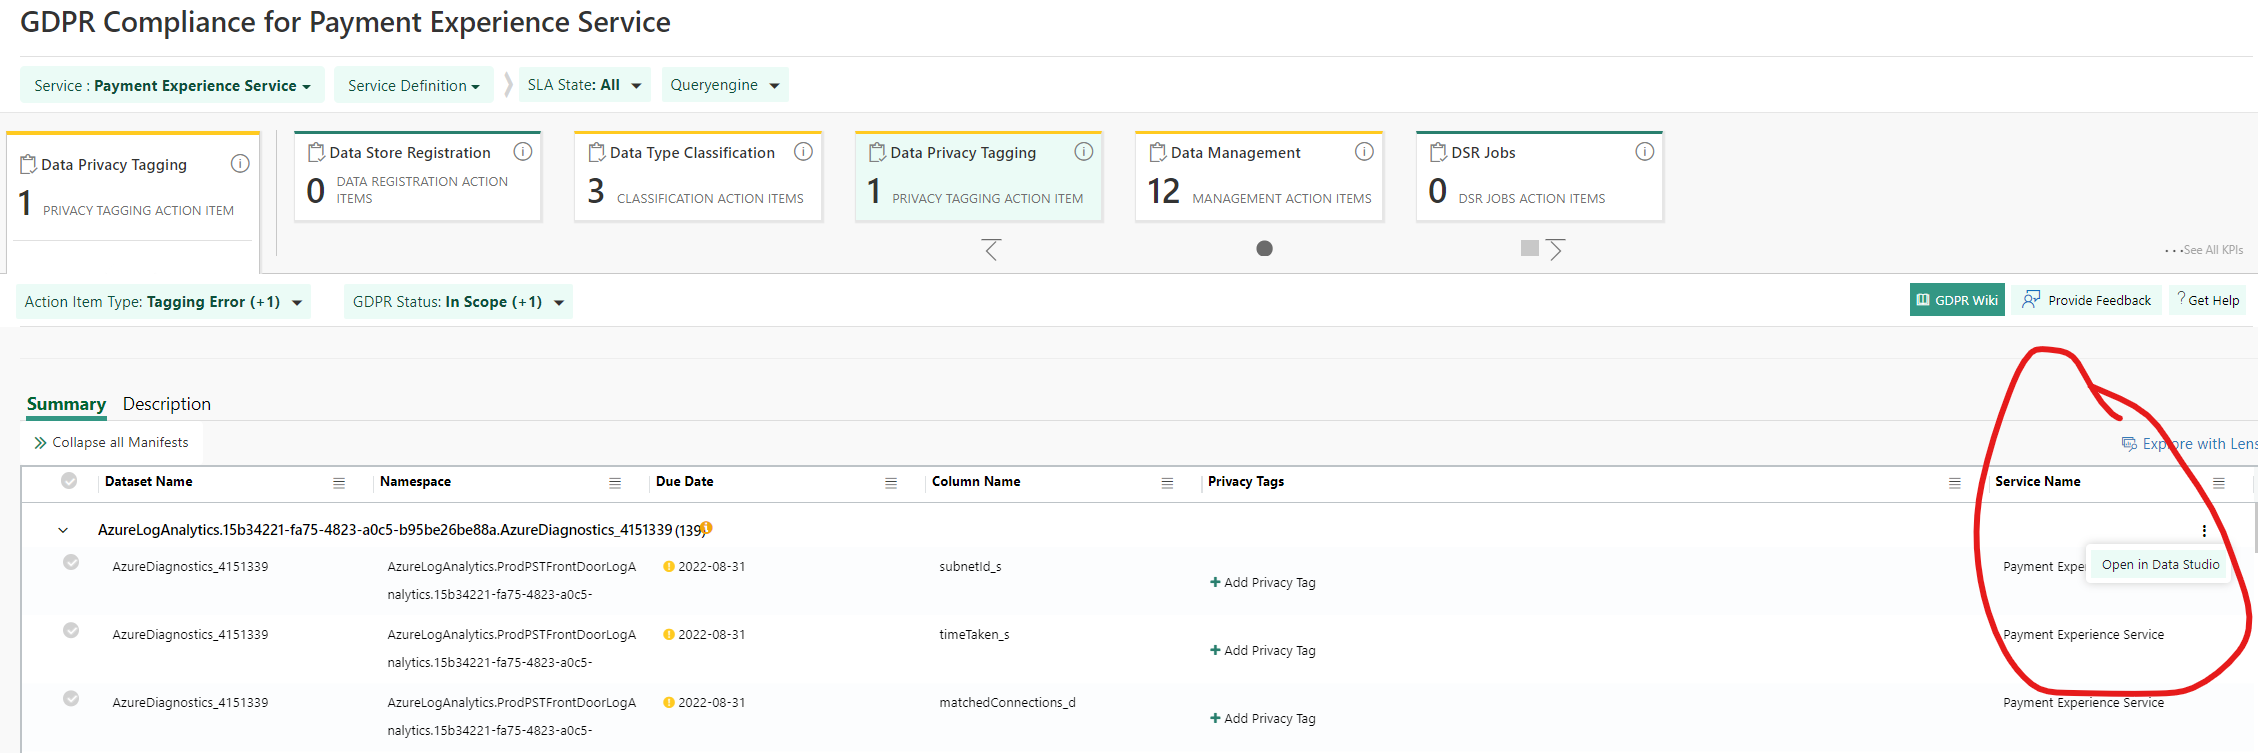 GDPR Compliance for Payment Experience Service
Service : Payment Experience Service
Service Definition
SLA State: All
Queryengine
Data Privacy Tagging
1 PRIVACY TAGGING ACTION ITEM
Data Store Registration
0 DATA REGISTRATION ACTION
ITEMS
Data Type Classification
3 CLASSIFICATION ACTION ITEMS
Data Privacy Tagging
1 PRIVACY TAGGING ACTION ITEM
Data Management
12 MANAGEMENT ACTION ITEMS
DSR Jobs
0 DSR JOBS ACTION ITEMS
···See All KPIs
Action Item Type: Tagging Error (+1)
GDPR Status: In Scope (+1)
GDPR Wiki
Provide Feedback
? Get Help
Summary Description
Collapse all Manifests
Explore with Lens
Dataset Name Namespace Due Date Column Name Privacy Tags Service Name
AzureLogAnalytics.15b34221-fa75-4823-a0c5-b95be26be88a.AzureDiagnostics_4151339 (139)
AzureDiagnostics_4151339 AzureLogAnalytics.ProdPSTFrontDoorLogA 2022-08-31 subnetId_s Payment Expe
Open in Data Studio
nalytics.15b34221-fa75-4823-a0c5- + Add Privacy Tag
AzureDiagnostics_4151339 AzureLogAnalytics.ProdPSTFrontDoorLogA 2022-08-31 timeTaken_s Payment Experience Service
nalytics.15b34221-fa75-4823-a0c5- + Add Privacy Tag
AzureDiagnostics_4151339 AzureLogAnalytics.ProdPSTFrontDoorLogA 2022-08-31 matchedConnections_d Payment Experience Service
nalytics.15b34221-fa75-4823-a0c5- + Add Privacy Tag